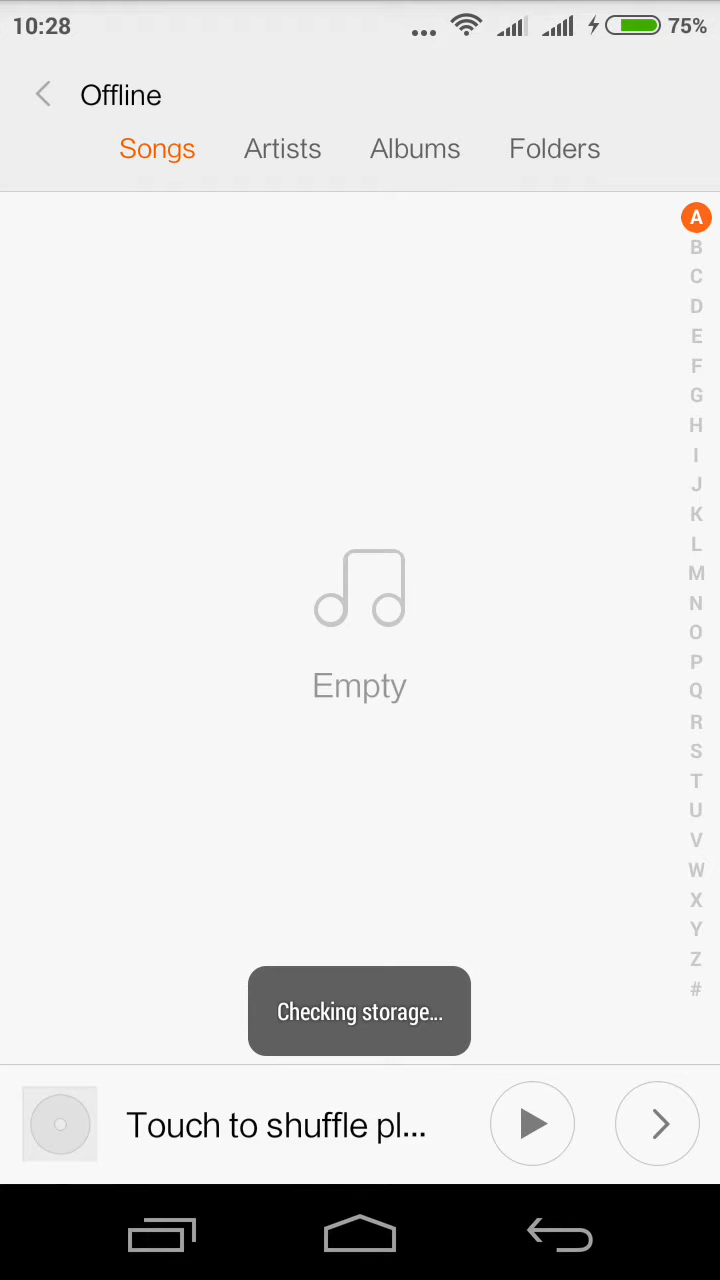 10:28 ... 75%
Offline
Songs Artists Albums Folders
A
B
C
D
E
F
G
H
I
J
K
L
M
N
O
P
Q
R
S
T
U
V
W
X
Y
Z
#
Empty
Checking storage...
Touch to shuffle pl...